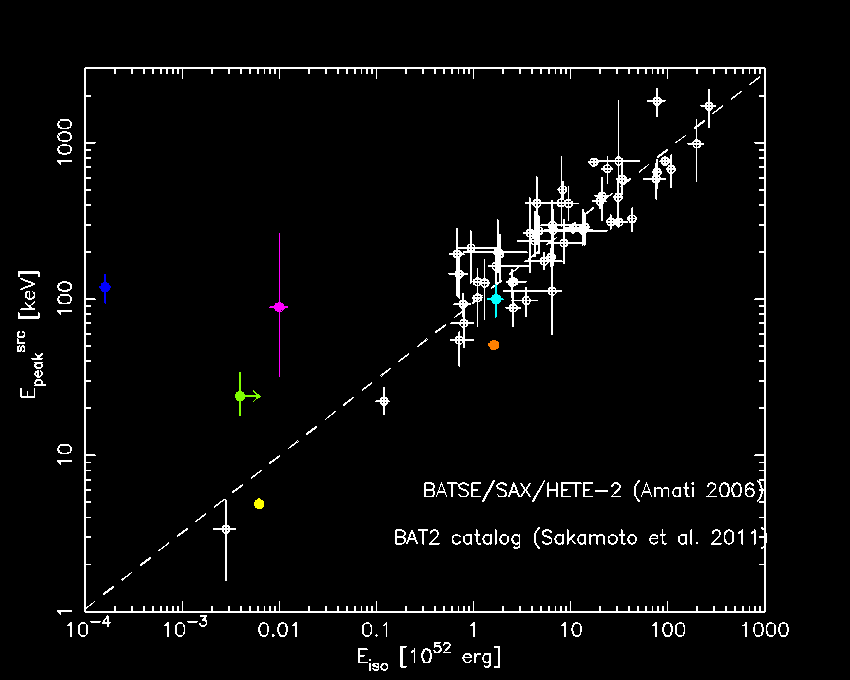 1000
100
10
1
E_peak^src [keV]
BATSE/SAX/HETE-2 (Amati 2006)
BAT2 catalog (Sakamoto et al. 2011)
10^-4 10^-3 0.01 0.1 1 10 100 1000
E_iso [10^52 erg]